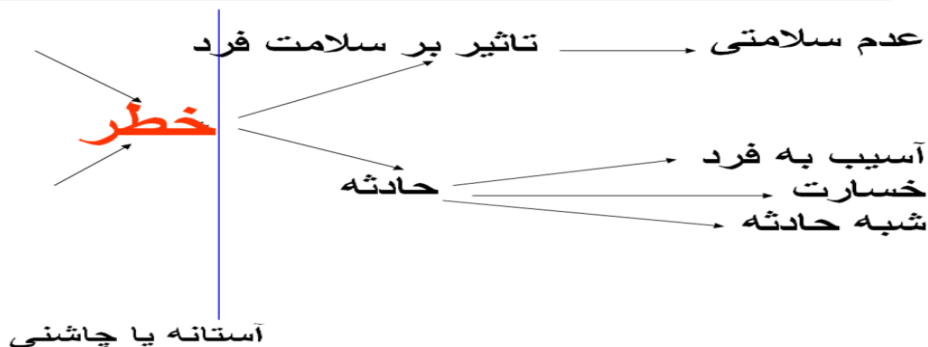 تاثیر بر سلامت فرد
عدم سلامتی
خطر
حادثه
آسیب به فرد
خسارت
شبه حادثه
آستانه یا چاشنی